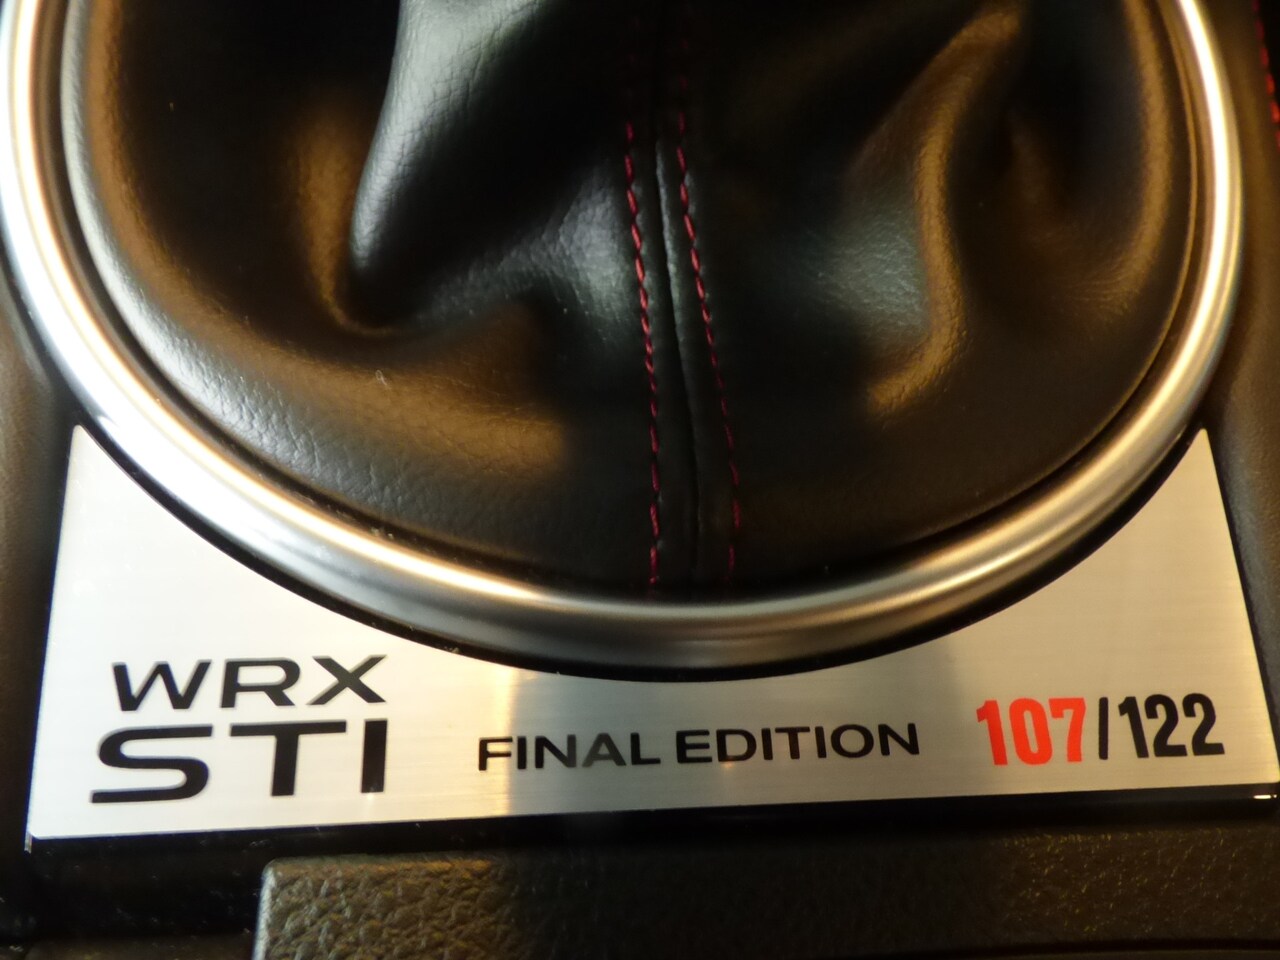 WRX
STI
FINAL EDITION 107/122